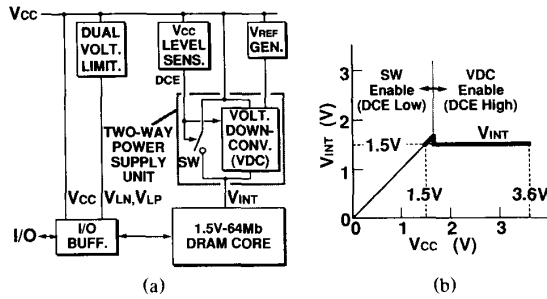 VCC
DUAL
VOLT.
LIMIT.
VCC
LEVEL
SENS.
VREF
GEN.
DCE
TWO-WAY
POWER
SUPPLY
UNIT
SW
VOLT.
DOWN-
CONV.
(VDC)
VCC
VLN, VLP
VINT
I/O
I/O
BUFF.
1.5V-64Mb
DRAM CORE
(a)
SW
Enable
(DCE Low)
VDC
Enable
(DCE High)
VINT
VINT (V)
3
2
1
0
1.5V
1.5V
3.6V
0 1 2 3
VCC (V)
(b)